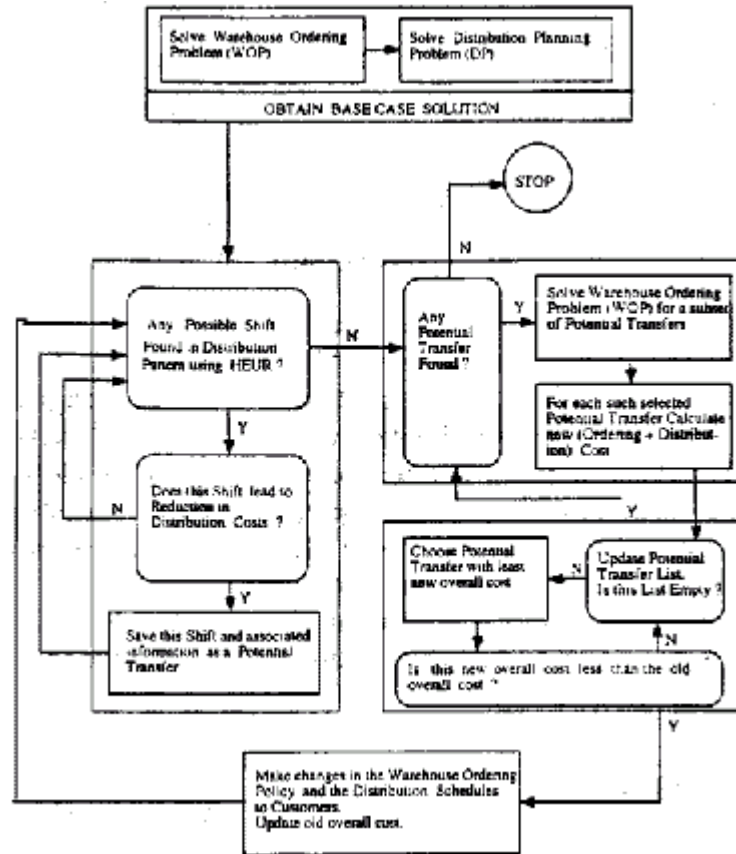 Solve Warehouse Ordering
Problem (WOP)
Solve Distribution Planning
Problem (DP)
OBTAIN BASE CASE SOLUTION
STOP
N
Any Possible Shift
Found in Distribution
Pattern using HEUR ?
N
Y
Does this Shift lead to
Reduction in
Distribution Costs ?
N
Y
Save this Shift and associated
information as a Potential
Transfer
Any
Potential
Transfer
Found ?
Y
Solve Warehouse Ordering
Problem (WOP) for a subset
of Potential Transfers
For each such selected
Potential Transfer Calculate
new (Ordering + Distribut-
ion) Cost
Y
Choose Potential
Transfer with least
new overall cost
N
Update Potential
Transfer List.
Is this List Empty ?
N
Is this new overall cost less than the old
overall cost ?
Y
Make changes in the Warehouse Ordering
Policy and the Distribution Schedules
to Customers.
Update old overall cost.